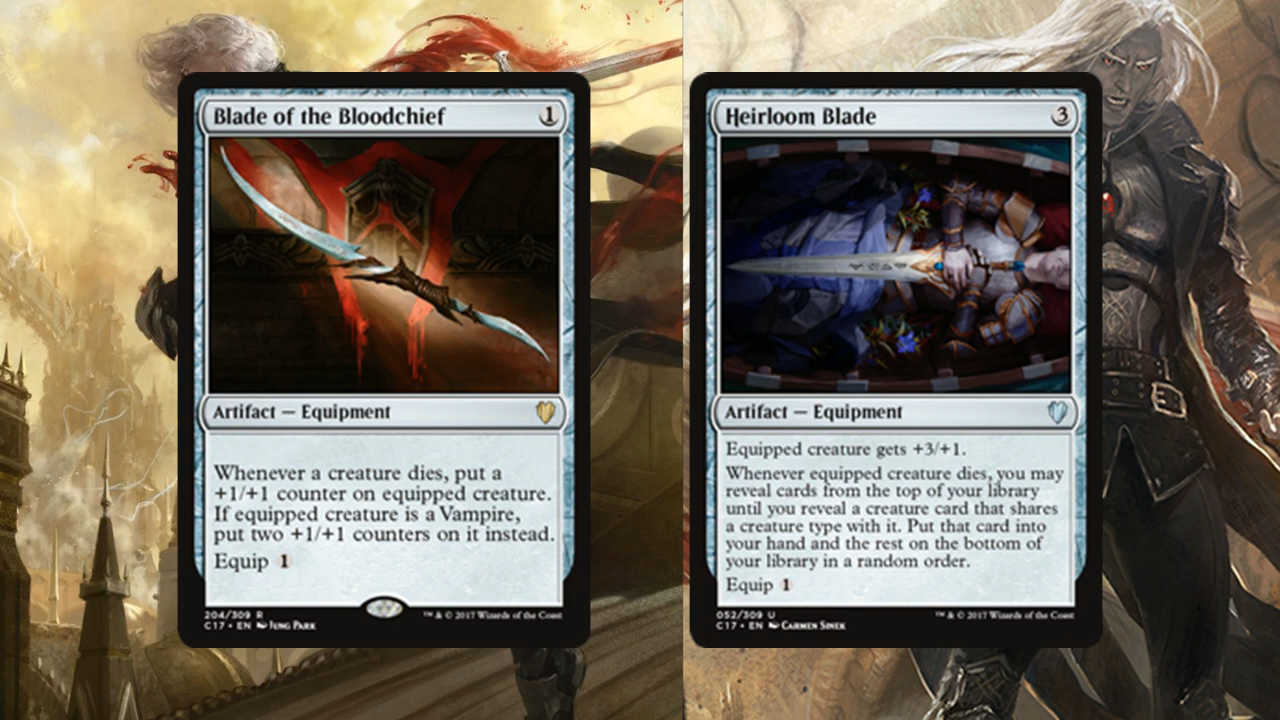 Blade of the Bloodchief 1
Artifact — Equipment
Whenever a creature dies, put a
+1/+1 counter on equipped creature.
If equipped creature is a Vampire,
put two +1/+1 counters on it instead.
Equip 1
204/309 R
C17 • EN Jung Park
™ & © 2017 Wizards of the Coast
Heirloom Blade 3
Artifact — Equipment
Equipped creature gets +3/+1.
Whenever equipped creature dies, you may
reveal cards from the top of your library
until you reveal a creature card that shares
a creature type with it. Put that card into
your hand and the rest on the bottom of
your library in a random order.
Equip 1
052/309 U
C17 • EN Carmen Sinek
™ & © 2017 Wizards of the Coast